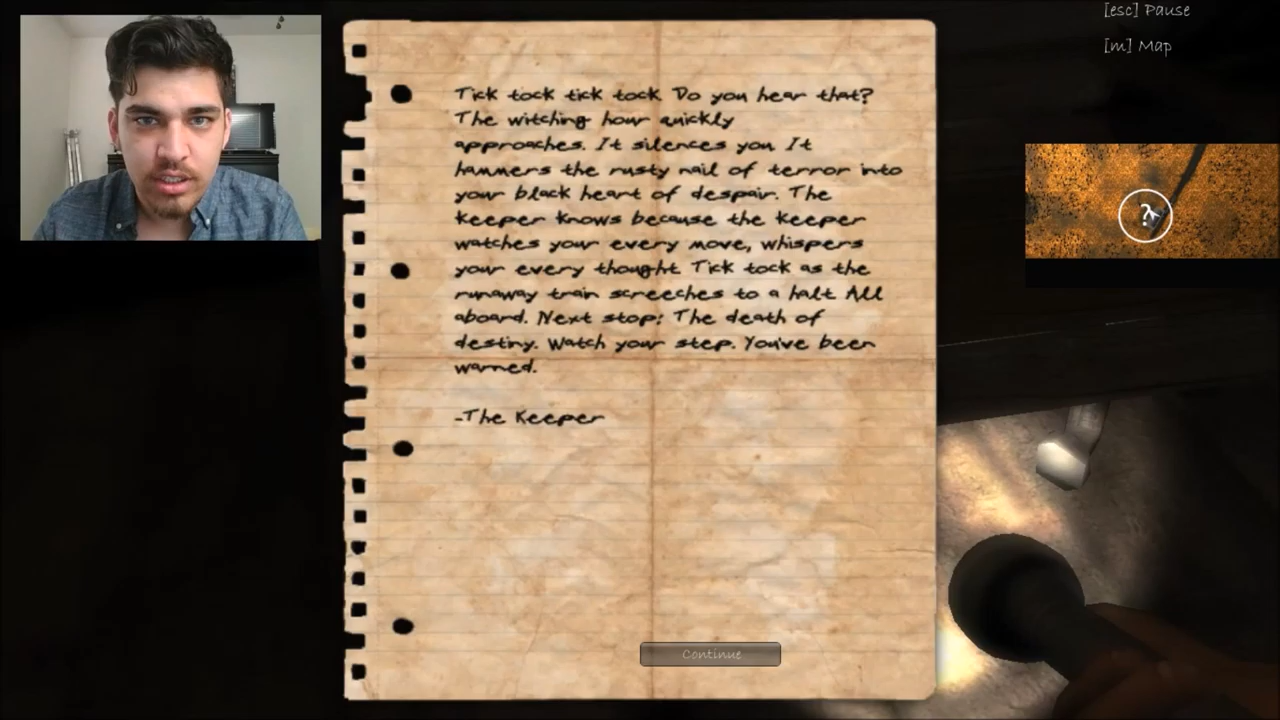 [esc] Pause
[m] Map
Tick tock tick tock. Do you hear that?
The witching hour quickly
approaches. It silences you. It
hammers the rusty nail of terror into
your black heart of despair. The
Keeper knows because the Keeper
watches your every move, whispers
your every thought. Tick tock as the
runaway train screeches to a halt. All
aboard. Next stop: The death of
destiny. Watch your step. You've been
warned.
-The Keeper
?
Continue